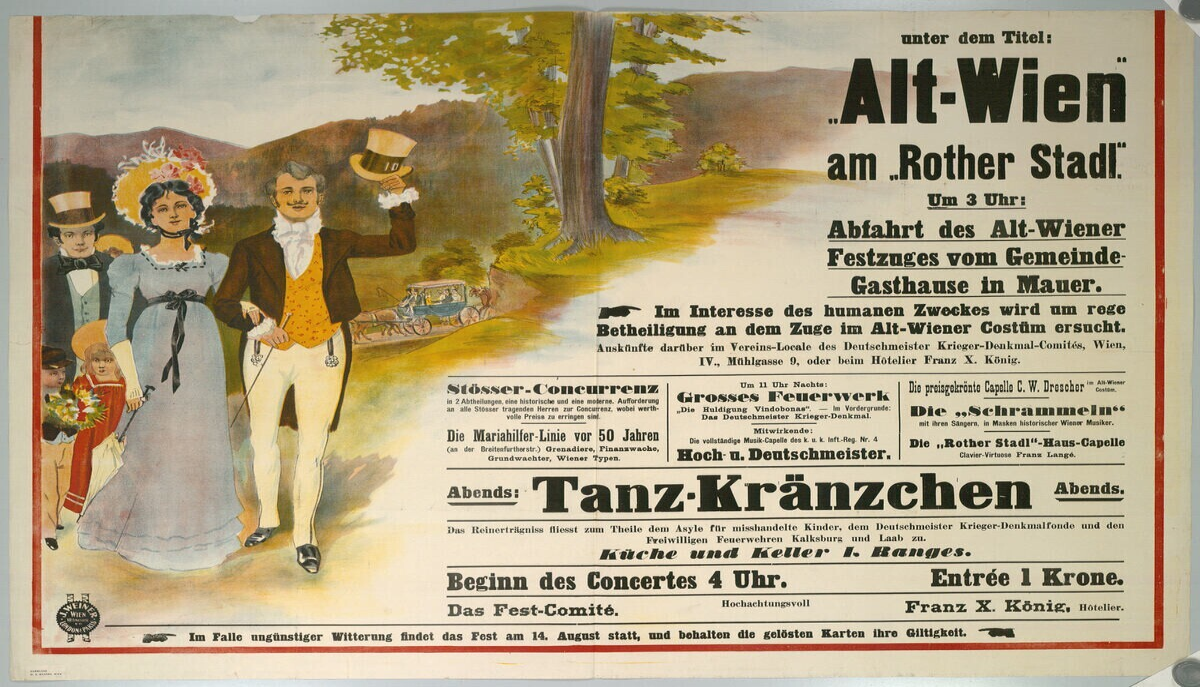 unter dem Titel:
„Alt-Wien“
am „Rother Stadl“.
Um 3 Uhr:
Abfahrt des Alt-Wiener
Festzuges vom Gemeinde-
Gasthause in Mauer.
Im Interesse des humanen Zweckes wird um rege
Betheiligung an dem Zuge im Alt-Wiener Costüm ersucht.
Auskünfte darüber im Vereins-Locale des Deutschmeister Krieger-Denkmal-Comités, Wien,
IV., Mühlgasse 9, oder beim Hôtelier Franz X. König.
Stösser-Concurrenz
in 2 Abtheilungen, eine historische und eine moderne. Aufforderung
an alle Stösser tragenden Herren zur Concurrenz, wobei werth-
volle Preise zu erringen sind.
Die Mariahilfer-Linie vor 50 Jahren
(an der Breitenfurtherstr.) Grenadiere, Finanzwache,
Grundwachter, Wiener Typen.
Um 11 Uhr Nachts:
Grosses Feuerwerk
„Die Huldigung Vindobonas“. — Im Vordergrunde:
Das Deutschmeister Krieger-Denkmal.
Mitwirkende:
Die vollständige Musik-Capelle des k. u. k. Inft.-Reg. Nr. 4
Hoch- u. Deutschmeister.
Die preisgekrönte Capelle C. W. Drescher im Alt-Wiener
Costüm.
Die „Schrammeln“
mit ihren Sängern, in Masken historischer Wiener Musiker.
Die „Rother Stadl“-Haus-Capelle
Clavier-Virtuose Franz Langé.
Abends: Tanz-Kränzchen Abends.
Das Reinerträgniss fliesst zum Theile dem Asyle für misshandelte Kinder, dem Deutschmeister Krieger-Denkmalfonde und den
Freiwilligen Feuerwehren Kalksburg und Laab zu.
Küche und Keller I. Ranges.
Beginn des Concertes 4 Uhr. Entrée 1 Krone.
Das Fest-Comité. Hochachtungsvoll Franz X. König, Hôtelier.
Im Falle ungünstiger Witterung findet das Fest am 14. August statt, und behalten die gelösten Karten ihre Giltigkeit.
I D
J. WEINER
WIEN
LONDON PARIS